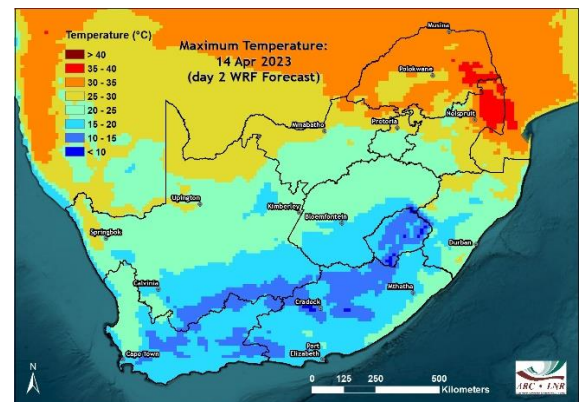 Temperature (°C)
> 40
35 - 40
30 - 35
25 - 30
20 - 25
15 - 20
10 - 15
< 10
Maximum Temperature:
14 Apr 2023
(day 2 WRF Forecast)
Musina
Polokwane
Nelspruit
Pretoria
Mmabatho
Upington
Kimberley
Bloemfontein
Springbok
Durban
Calvinia
Mthatha
Cradock
Cape Town
Port
Elizabeth
N
0 125 250 500
Kilometers
ARC • LNR